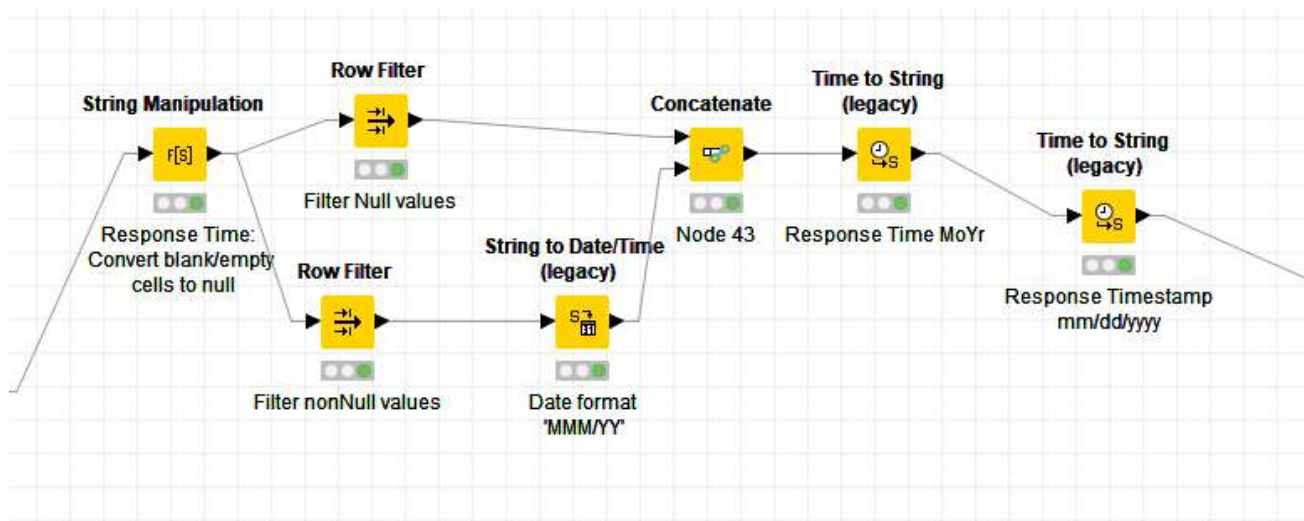 String Manipulation
F[S]
Response Time:
Convert blank/empty
cells to null
Row Filter
Filter Null values
Row Filter
Filter nonNull values
String to Date/Time
(legacy)
S
31
Date format
'MMM/YY'
Concatenate
Node 43
Time to String
(legacy)
S
Response Time MoYr
Time to String
(legacy)
S
Response Timestamp
mm/dd/yyyy